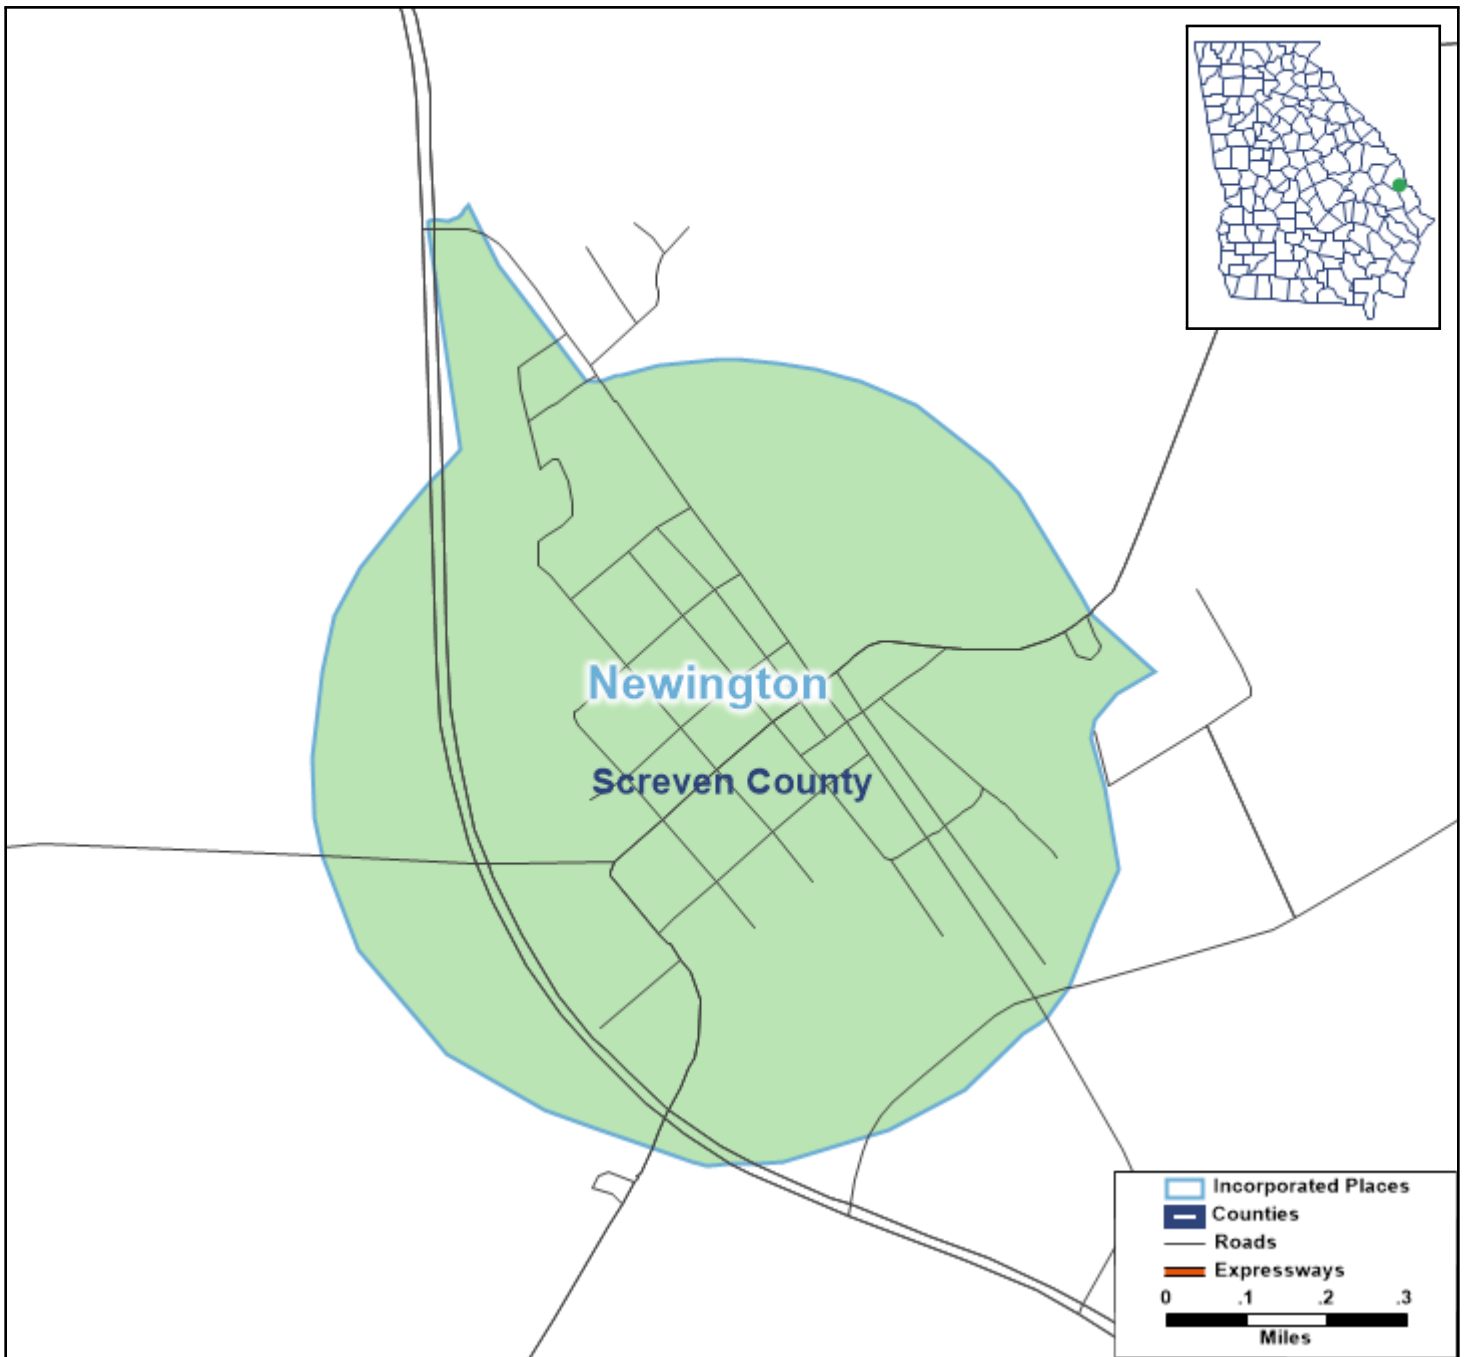 Newington
Screven County
Incorporated Places
Counties
Roads
Expressways
0 .1 .2 .3
Miles